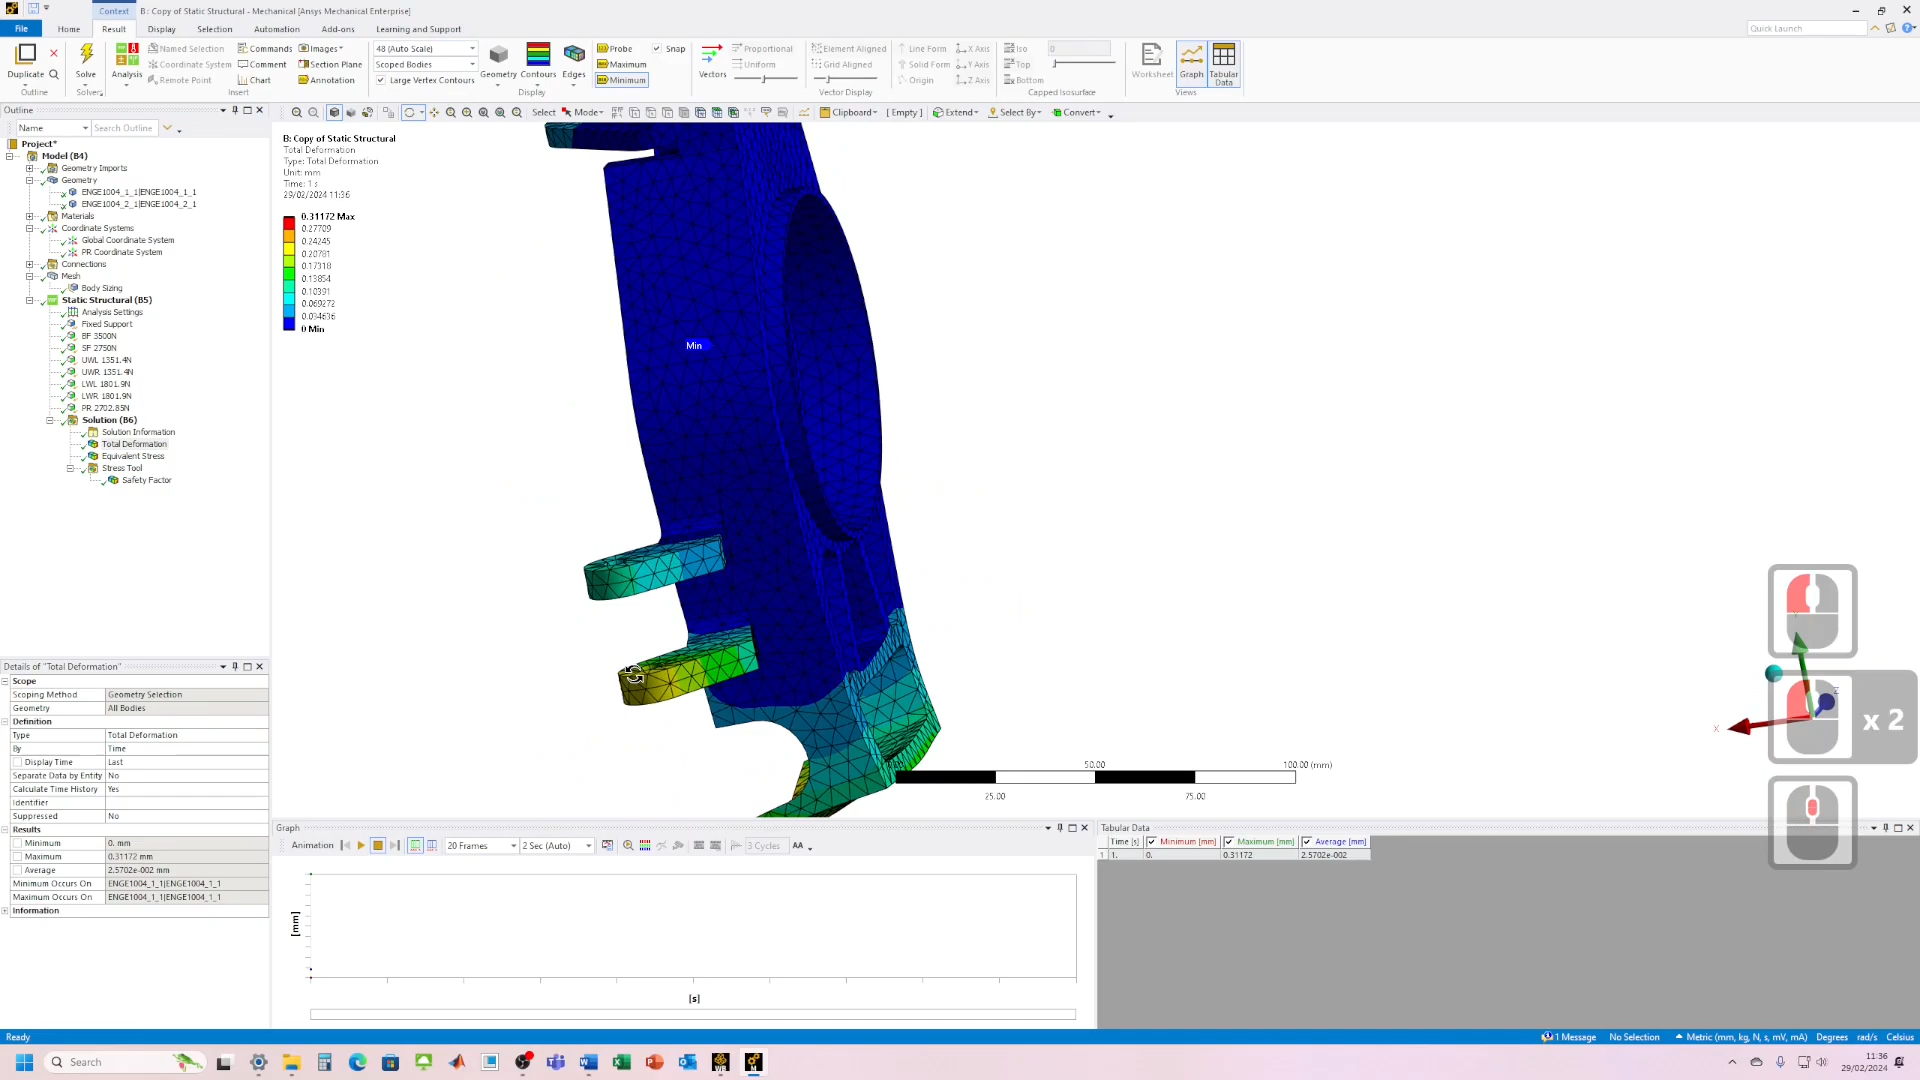 Context
B : Copy of Static Structural - Mechanical [Ansys Mechanical Enterprise]
File
Home
Result
Display
Selection
Automation
Add-ons
Learning and Support
Quick Launch
Duplicate
Outline
Solve
Solver
Analysis
Named Selection
Coordinate System
Remote Point
Commands
Comment
Chart
Images
Section Plane
Annotation
Insert
48 (Auto Scale)
Scoped Bodies
Large Vertex Contours
Geometry
Contours
Edges
Display
Probe
Maximum
Minimum
Snap
Vectors
Proportional
Uniform
Element Aligned
Grid Aligned
Line Form
Solid Form
Origin
X Axis
Y Axis
Z Axis
Vector Display
Iso
Top
Bottom
0
Capped Isosurface
Worksheet
Graph
Tabular Data
Views
Outline
Name
Search Outline
Select
Mode
Clipboard
[ Empty ]
Extend
Select By
Convert
Project*
Model (B4)
Geometry Imports
Geometry
ENGE1004_1_1|ENGE1004_1_1
ENGE1004_2_1|ENGE1004_2_1
Materials
Coordinate Systems
Global Coordinate System
PR Coordinate System
Connections
Mesh
Body Sizing
Static Structural (B5)
Analysis Settings
Fixed Support
BF 3500N
SF 2750N
UWL 1351.4N
UWR 1351.4N
LWL 1801.9N
LWR 1801.9N
PR 2702.85N
Solution (B6)
Solution Information
Total Deformation
Equivalent Stress
Stress Tool
Safety Factor
B: Copy of Static Structural
Total Deformation
Type: Total Deformation
Unit: mm
Time: 1 s
29/02/2024 11:36
0.31172 Max
0.27709
0.24245
0.20781
0.17318
0.13854
0.10391
0.069272
0.034636
0 Min
Min
0.00
50.00
100.00 (mm)
25.00
75.00
X
Z
x 2
Details of "Total Deformation"
Scope
Scoping Method Geometry Selection
Geometry All Bodies
Definition
Type Total Deformation
By Time
Display Time Last
Separate Data by Entity No
Calculate Time History Yes
Identifier
Suppressed No
Results
Minimum 0. mm
Maximum 0.31172 mm
Average 2.5702e-002 mm
Minimum Occurs On ENGE1004_1_1|ENGE1004_1_1
Maximum Occurs On ENGE1004_1_1|ENGE1004_1_1
Information
Graph
Animation
20 Frames
2 Sec (Auto)
3 Cycles
AA
[mm]
[s]
Tabular Data
Time [s] Minimum [mm] Maximum [mm] Average [mm]
1 1. 0. 0.31172 2.5702e-002
Ready
1 Message
No Selection
Metric (mm, kg, N, s, mV, mA)
Degrees
rad/s
Celsius
Search
11:36
29/02/2024